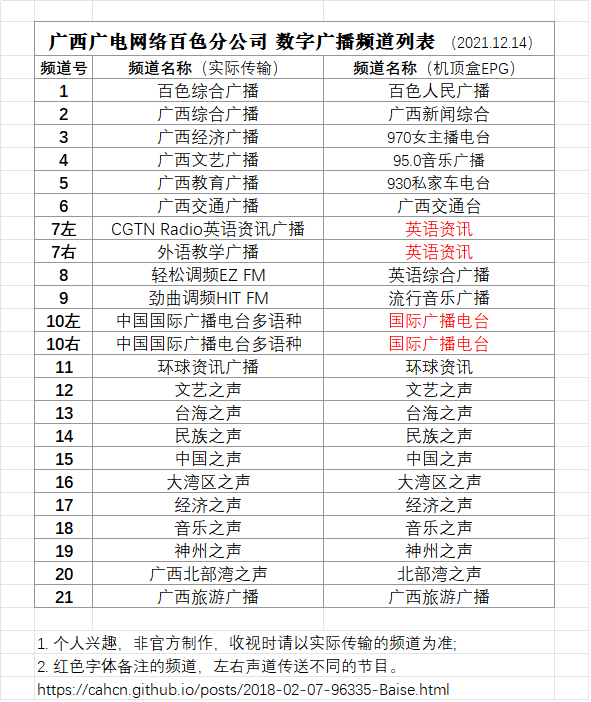 广西广电网络百色分公司 数字广播频道列表 （2021.12.14）
频道号 频道名称（实际传输） 频道名称（机顶盒EPG）
1 百色综合广播 百色人民广播
2 广西综合广播 广西新闻综合
3 广西经济广播 970女主播电台
4 广西文艺广播 95.0音乐广播
5 广西教育广播 930私家车电台
6 广西交通广播 广西交通台
7左 CGTN Radio英语资讯广播 英语资讯
7右 外语教学广播 英语资讯
8 轻松调频EZ FM 英语综合广播
9 劲曲调频HIT FM 流行音乐广播
10左 中国国际广播电台多语种 国际广播电台
10右 中国国际广播电台多语种 国际广播电台
11 环球资讯广播 环球资讯
12 文艺之声 文艺之声
13 台海之声 台海之声
14 民族之声 民族之声
15 中国之声 中国之声
16 大湾区之声 大湾区之声
17 经济之声 经济之声
18 音乐之声 音乐之声
19 神州之声 神州之声
20 广西北部湾之声 北部湾之声
21 广西旅游广播 广西旅游广播
1. 个人兴趣，非官方制作，收视时请以实际传输的频道为准;
2. 红色字体备注的频道，左右声道传送不同的节目。
https://cahcn.github.io/posts/2018-02-07-96335-Baise.html